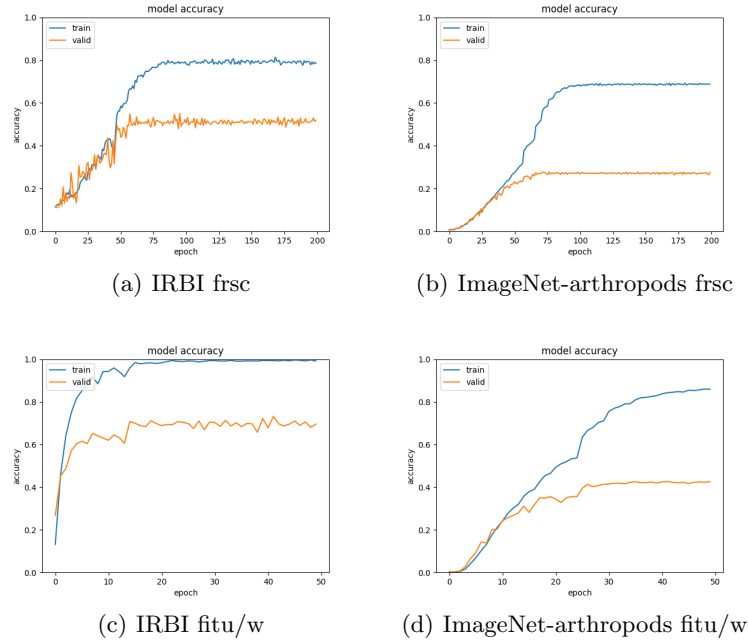 model accuracy
model accuracy
1.0
train
valid
0.8
0.6
accuracy
0.4
0.2
0.0
0 25 50 75 100 125 150 175 200
epoch
1.0
train
valid
0.8
0.6
accuracy
0.4
0.2
0.0
0 25 50 75 100 125 150 175 200
epoch
(a) IRBI frsc
(b) ImageNet-arthropods frsc
model accuracy
model accuracy
1.0
train
valid
0.8
0.6
accuracy
0.4
0.2
0.0
0 10 20 30 40 50
epoch
1.0
train
valid
0.8
0.6
accuracy
0.4
0.2
0.0
0 10 20 30 40 50
epoch
(c) IRBI fitu/w
(d) ImageNet-arthropods fitu/w